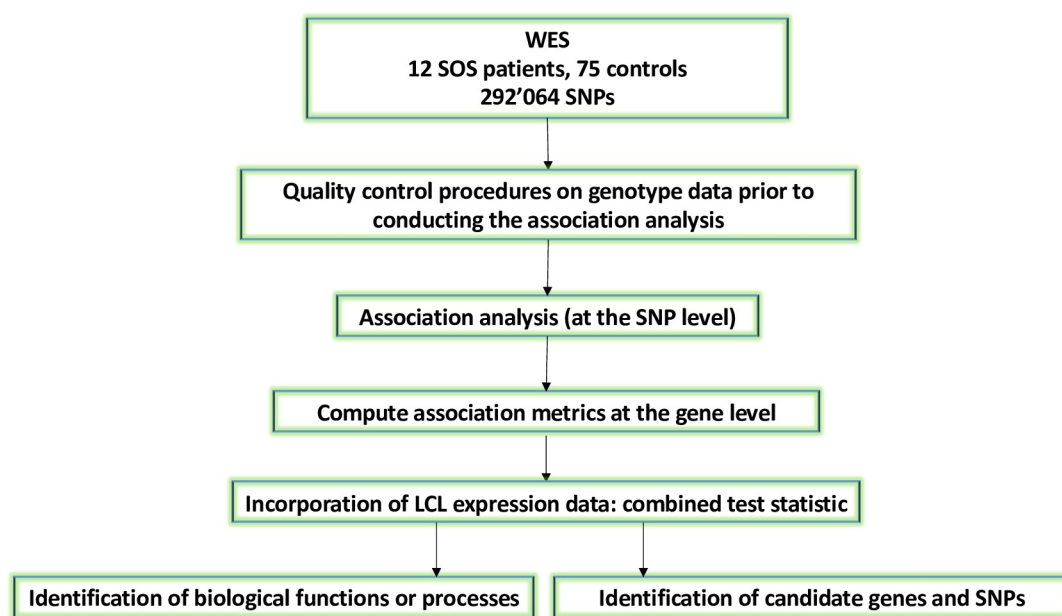 WES
12 SOS patients, 75 controls
292’064 SNPs
Quality control procedures on genotype data prior to
conducting the association analysis
Association analysis (at the SNP level)
Compute association metrics at the gene level
Incorporation of LCL expression data: combined test statistic
Identification of biological functions or processes
Identification of candidate genes and SNPs